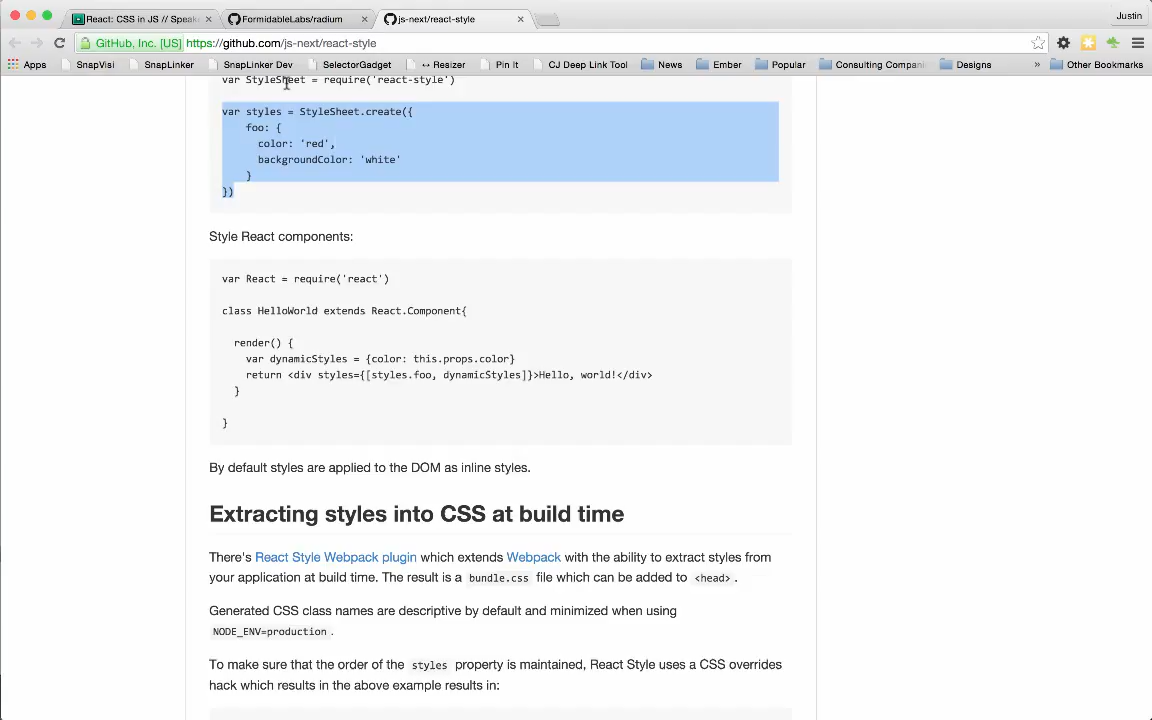 React: CSS in JS // Speak
FormidableLabs/radium
js-next/react-style
Justin
GitHub, Inc. [US] https://github.com/js-next/react-style
Apps SnapVisi SnapLinker SnapLinker Dev SelectorGadget ↔ Resizer Pin It CJ Deep Link Tool News Ember Popular Consulting Compani Designs » Other Bookmarks
var StyleSheet = require('react-style')
var styles = StyleSheet.create({
foo: {
color: 'red',
backgroundColor: 'white'
}
})
Style React components:
var React = require('react')
class HelloWorld extends React.Component{
render() {
var dynamicStyles = {color: this.props.color}
return <div styles={[styles.foo, dynamicStyles]}>Hello, world!</div>
}
}
By default styles are applied to the DOM as inline styles.
Extracting styles into CSS at build time
There's React Style Webpack plugin which extends Webpack with the ability to extract styles from
your application at build time. The result is a bundle.css file which can be added to <head>.
Generated CSS class names are descriptive by default and minimized when using
NODE_ENV=production.
To make sure that the order of the styles property is maintained, React Style uses a CSS overrides
hack which results in the above example results in: